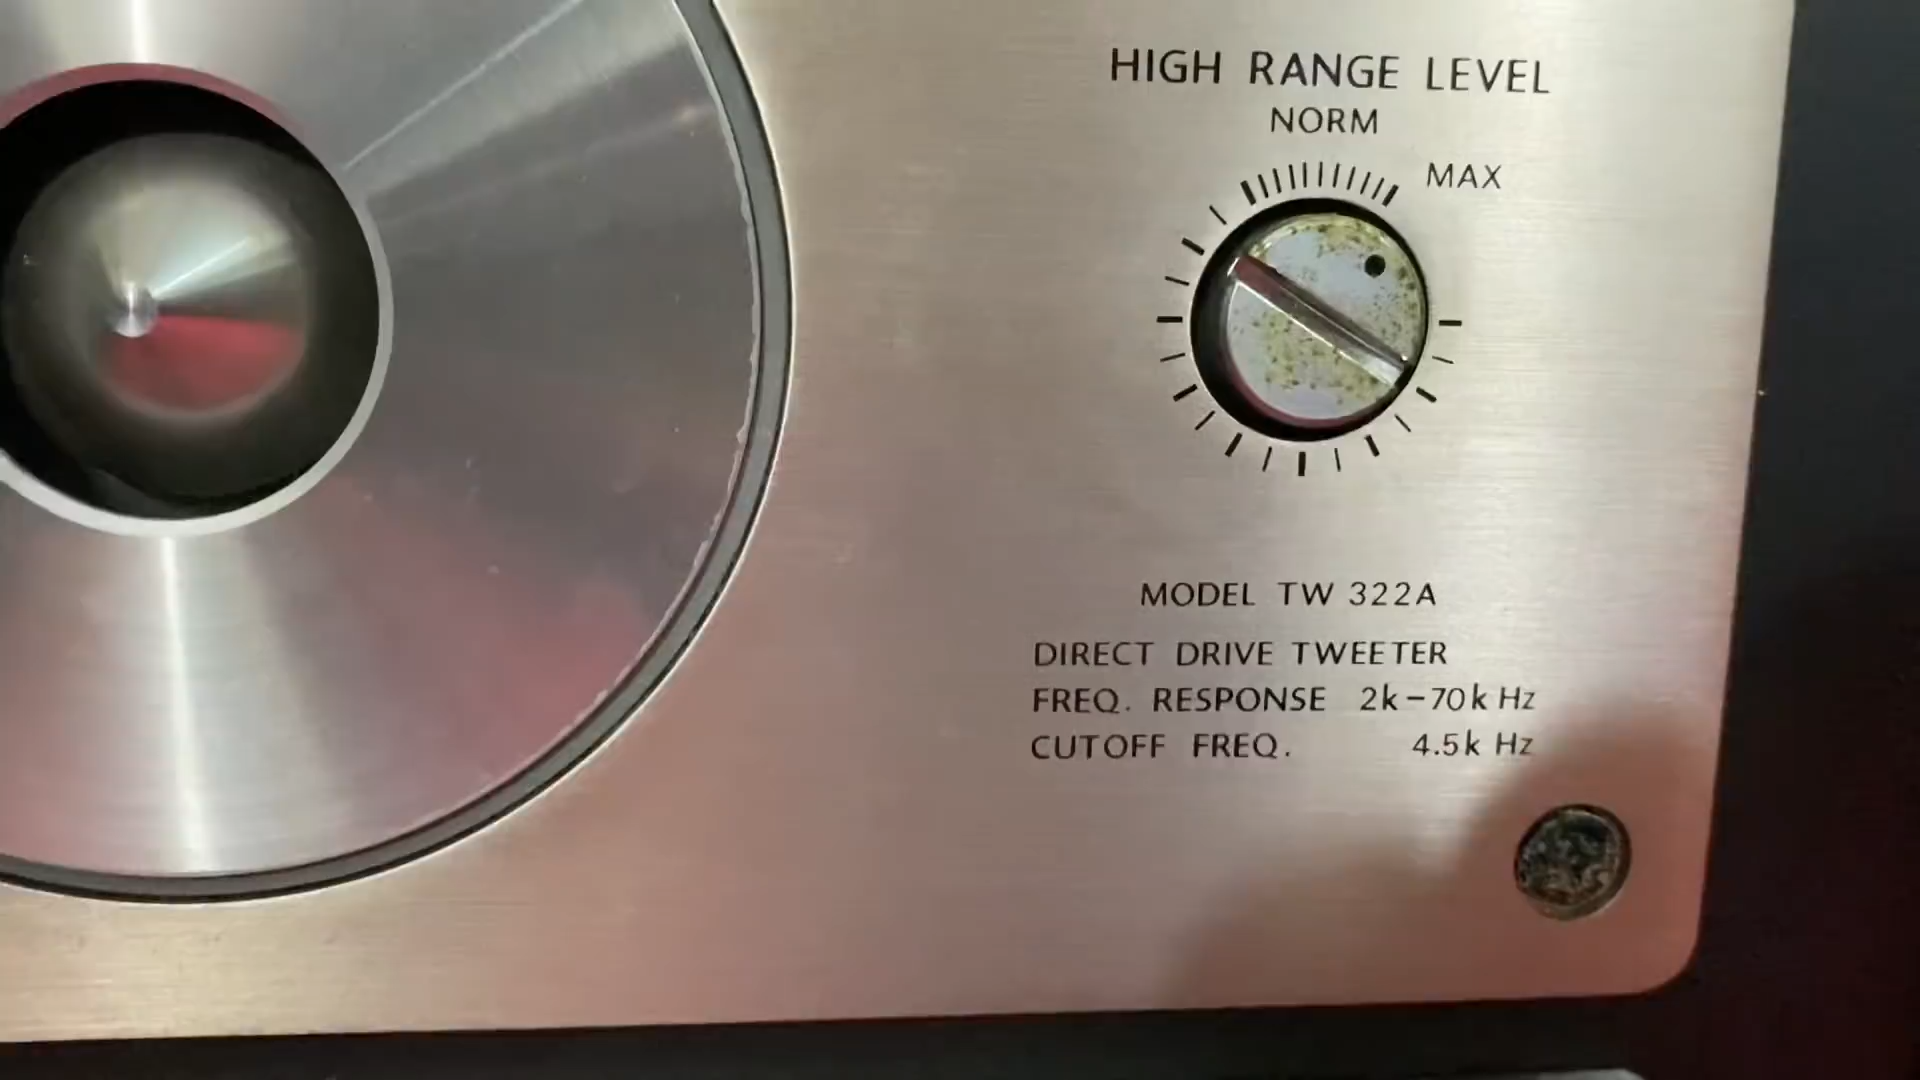 HIGH RANGE LEVEL
NORM
MAX
MODEL TW 322A
DIRECT DRIVE TWEETER
FREQ. RESPONSE 2k–70k Hz
CUTOFF FREQ. 4.5k Hz